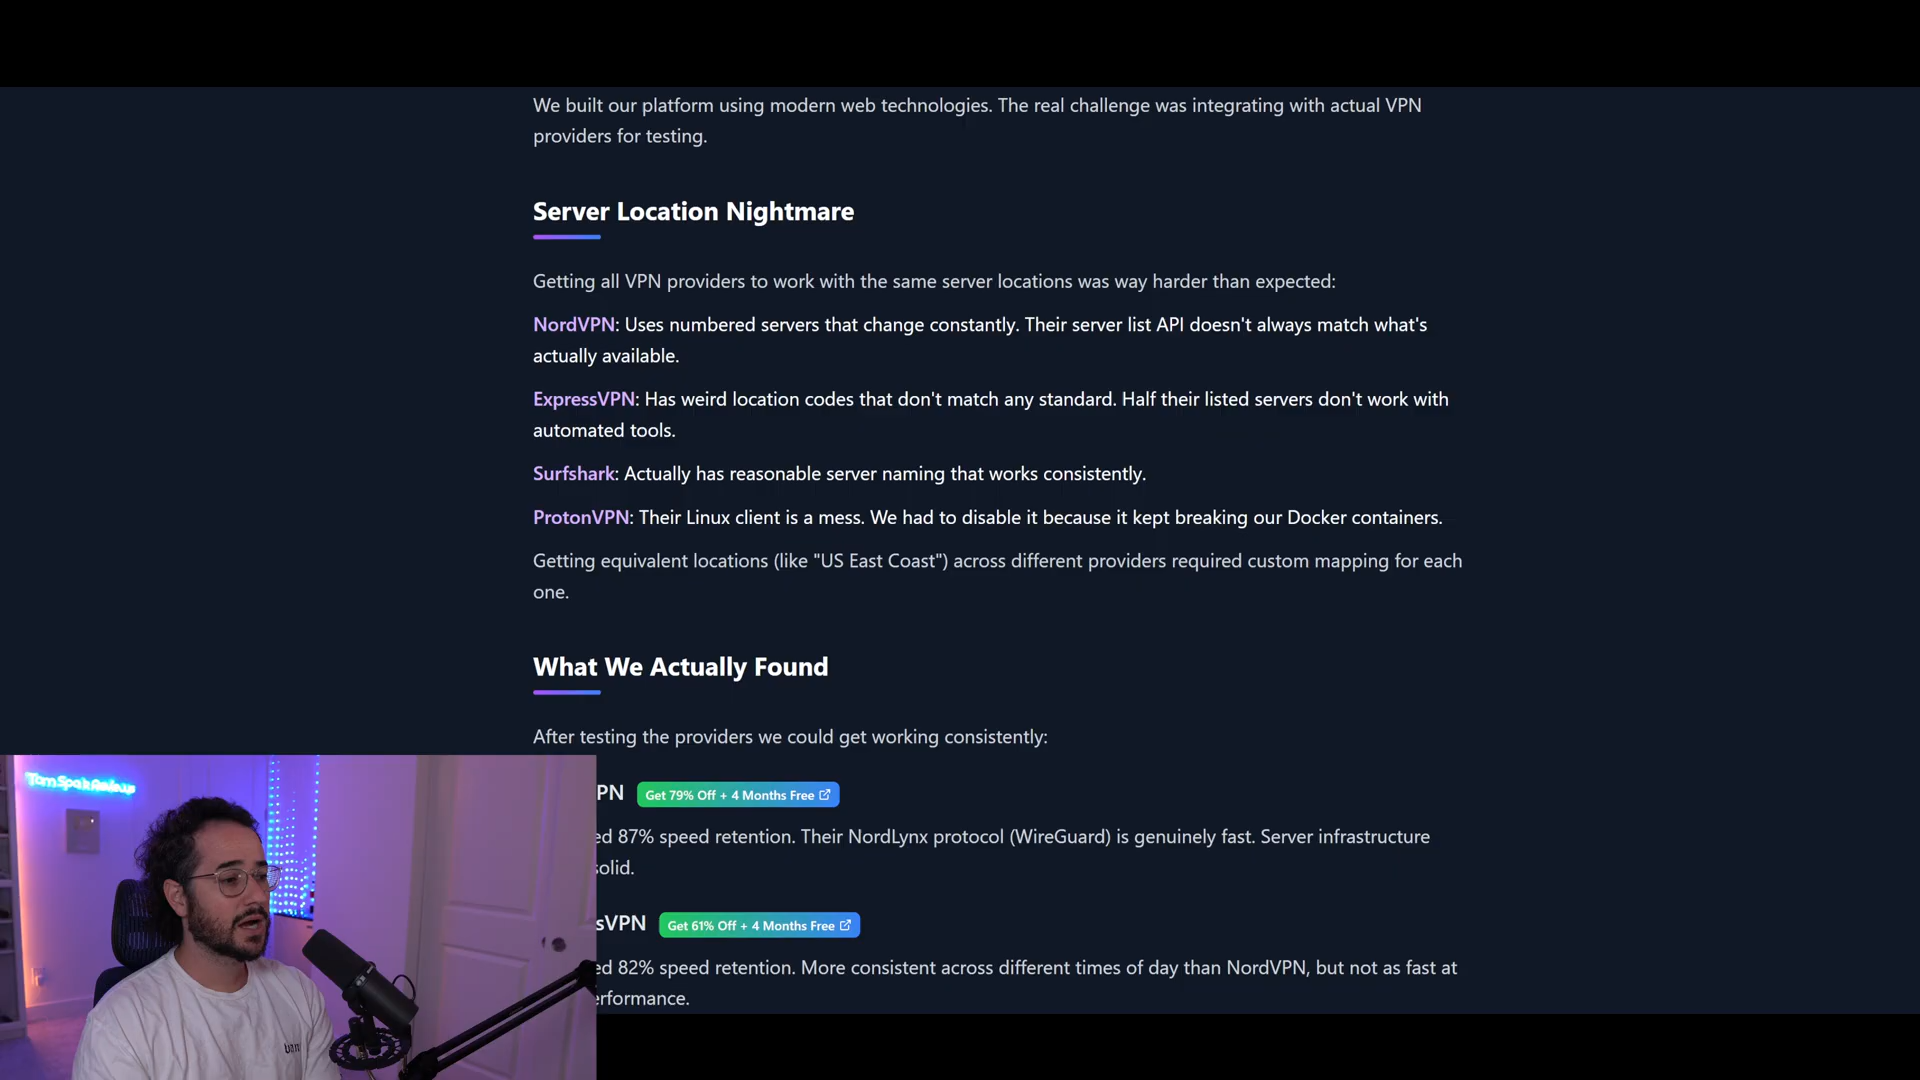 We built our platform using modern web technologies. The real challenge was integrating with actual VPN
providers for testing.
Server Location Nightmare
Getting all VPN providers to work with the same server locations was way harder than expected:
NordVPN: Uses numbered servers that change constantly. Their server list API doesn't always match what's
actually available.
ExpressVPN: Has weird location codes that don't match any standard. Half their listed servers don't work with
automated tools.
Surfshark: Actually has reasonable server naming that works consistently.
ProtonVPN: Their Linux client is a mess. We had to disable it because it kept breaking our Docker containers.
Getting equivalent locations (like "US East Coast") across different providers required custom mapping for each
one.
What We Actually Found
After testing the providers we could get working consistently:
PN Get 79% Off + 4 Months Free
ed 87% speed retention. Their NordLynx protocol (WireGuard) is genuinely fast. Server infrastructure
solid.
sVPN Get 61% Off + 4 Months Free
ed 82% speed retention. More consistent across different times of day than NordVPN, but not as fast at
erformance.
Tom Spark Reviews